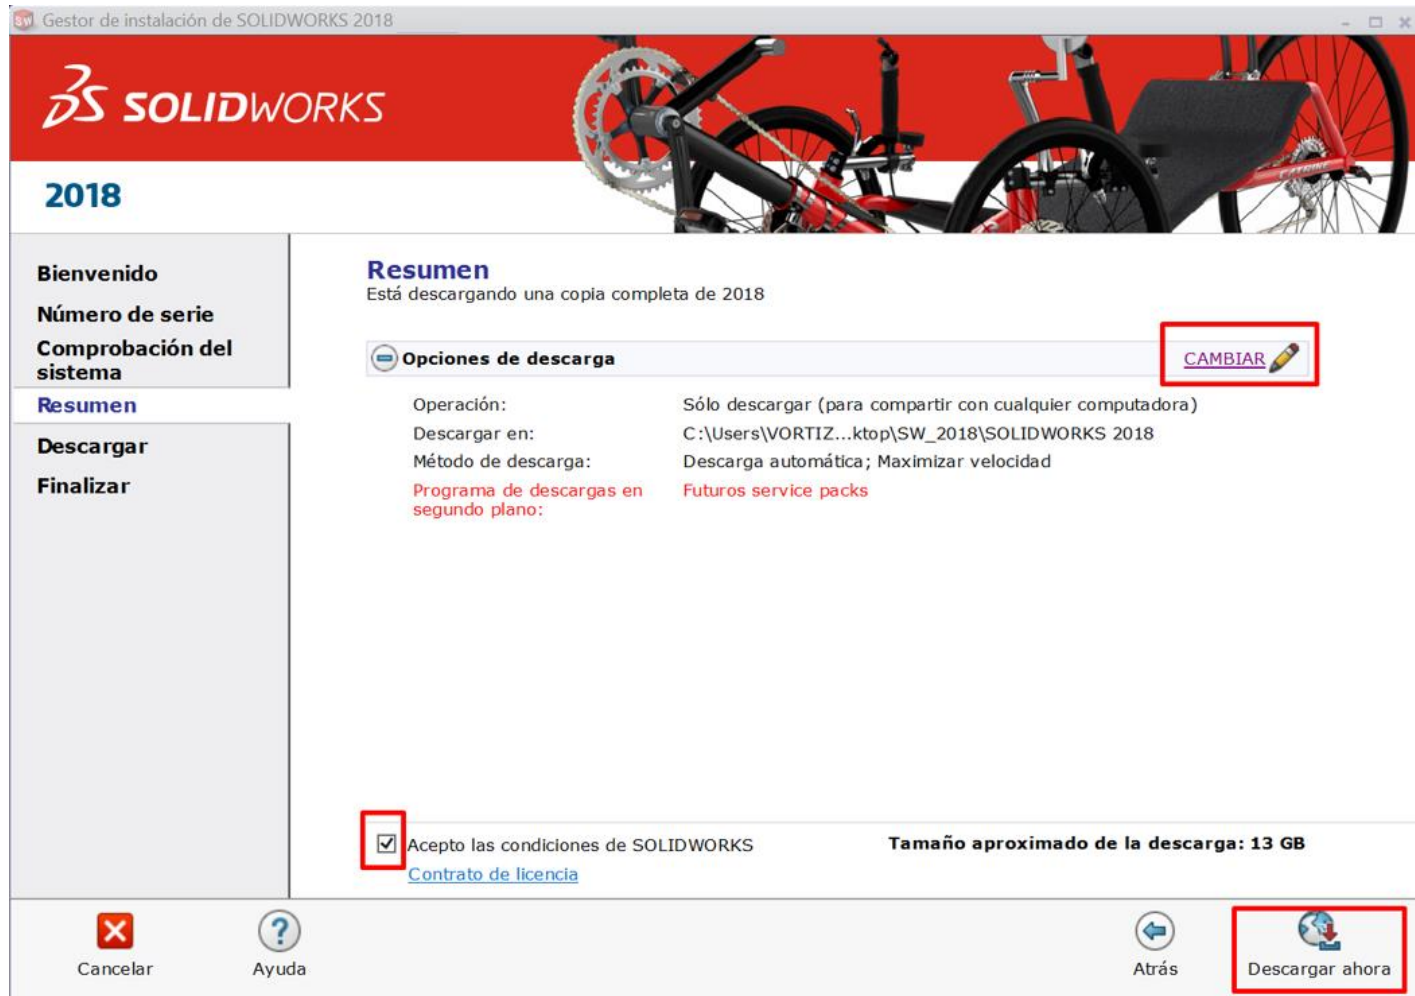 Gestor de instalación de SOLIDWORKS 2018
SOLIDWORKS
2018
Bienvenido
Número de serie
Comprobación del
sistema
Resumen
Descargar
Finalizar
Resumen
Está descargando una copia completa de 2018
Opciones de descarga
CAMBIAR
Operación: Sólo descargar (para compartir con cualquier computadora)
Descargar en: C:\Users\VORTIZ...ktop\SW_2018\SOLIDWORKS 2018
Método de descarga: Descarga automática; Maximizar velocidad
Programa de descargas en Futuros service packs
segundo plano:
Acepto las condiciones de SOLIDWORKS
Contrato de licencia
Tamaño aproximado de la descarga: 13 GB
Cancelar
Ayuda
Atrás
Descargar ahora